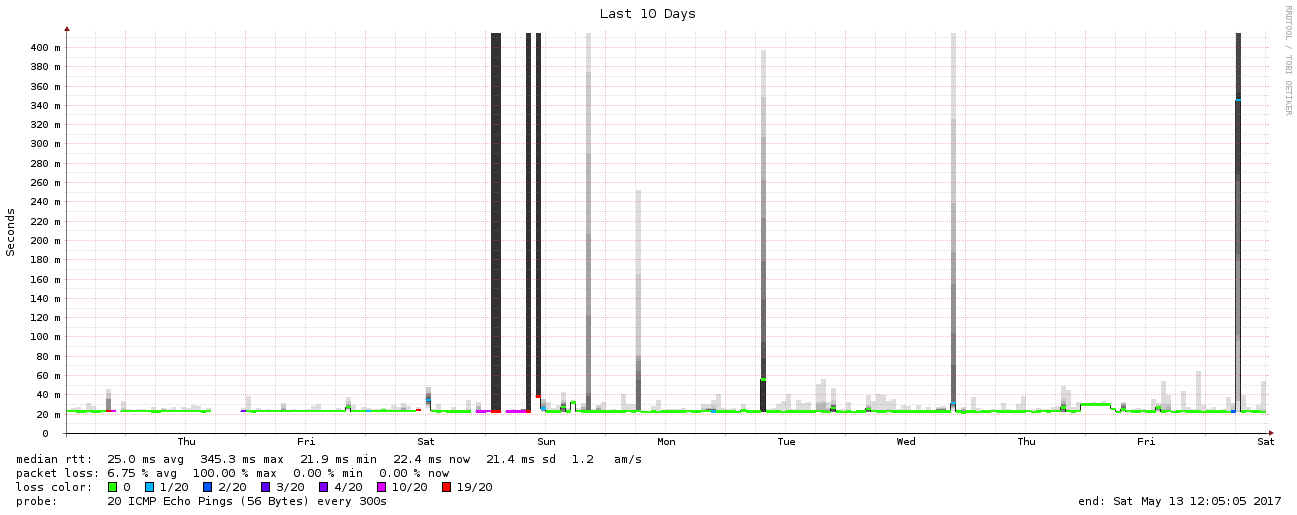 Last 10 Days
RRDTOOL / TOBI OETIKER
Seconds
400 m
380 m
360 m
340 m
320 m
300 m
280 m
260 m
240 m
220 m
200 m
180 m
160 m
140 m
120 m
100 m
80 m
60 m
40 m
20 m
0
Thu Fri Sat Sun Mon Tue Wed Thu Fri Sat
median rtt: 25.0 ms avg 345.3 ms max 21.9 ms min 22.4 ms now 21.4 ms sd 1.2 am/s
packet loss: 6.75 % avg 100.00 % max 0.00 % min 0.00 % now
loss color: 0 1/20 2/20 3/20 4/20 10/20 19/20
probe: 20 ICMP Echo Pings (56 Bytes) every 300s
end: Sat May 13 12:05:05 2017